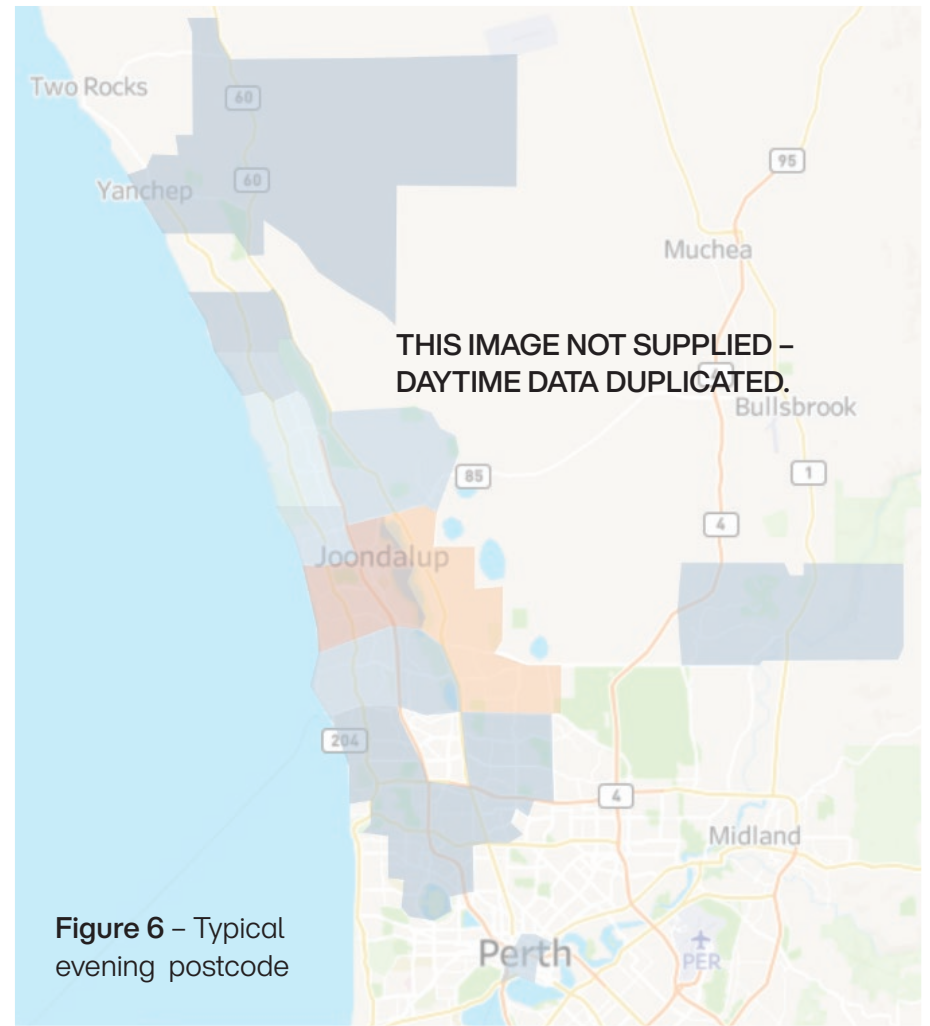 Two Rocks
60
95
60
Yanchep
Muchea
THIS IMAGE NOT SUPPLIED –
DAYTIME DATA DUPLICATED.
Bullsbrook
85
1
4
Joondalup
204
4
Midland
Figure 6 – Typical
evening postcode
Perth
PER